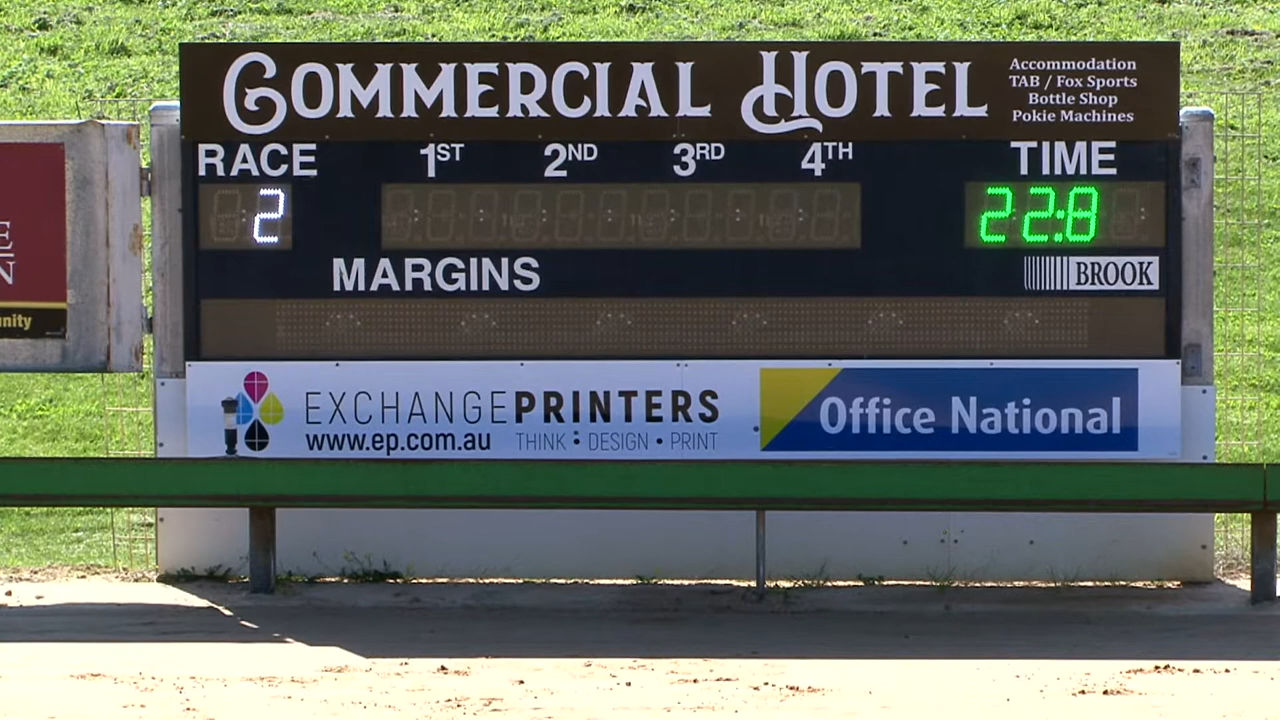 COMMERCIAL HOTEL
Accommodation
TAB / Fox Sports
Bottle Shop
Pokie Machines
RACE 1ST 2ND 3RD 4TH TIME
2 22:8
MARGINS
BROOK
E
N
nity
EXCHANGEPRINTERS
www.ep.com.au THINK • DESIGN • PRINT
Office National